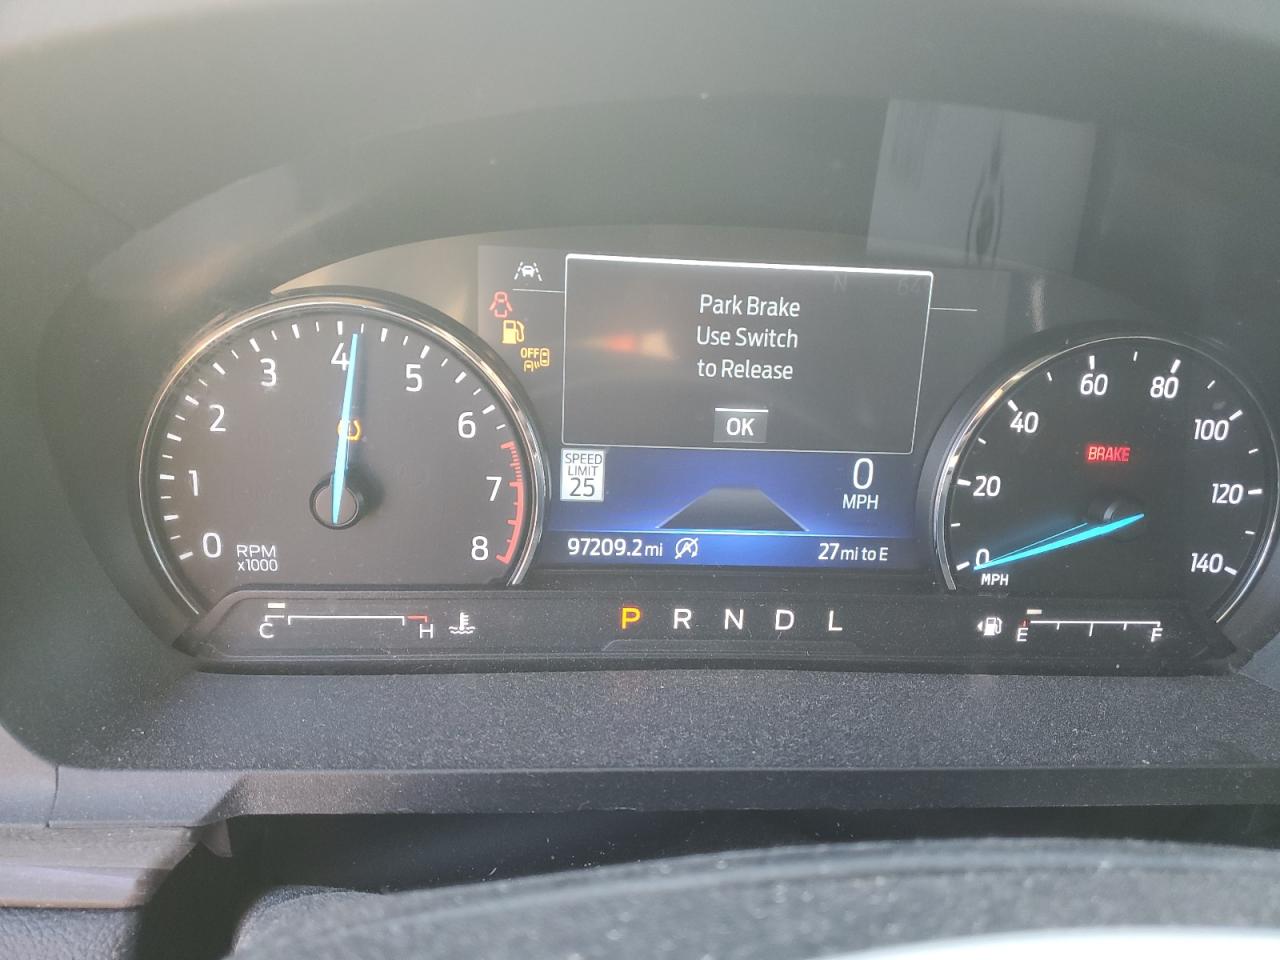 Park Brake
Use Switch
to Release
OK
OFF
SPEED
LIMIT
25
0
MPH
97209.2 mi
27 mi to E
0
1
2
3
4
5
6
7
8
RPM
x1000
0
20
40
60
80
100
120
140
BRAKE
MPH
C
H
P R N D L
E
F